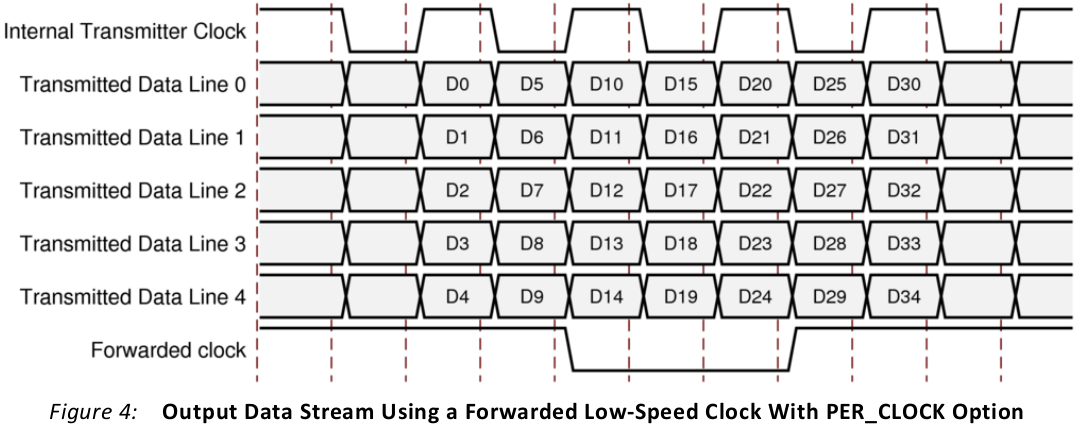 Internal Transmitter Clock
Transmitted Data Line 0 D0 D5 D10 D15 D20 D25 D30
Transmitted Data Line 1 D1 D6 D11 D16 D21 D26 D31
Transmitted Data Line 2 D2 D7 D12 D17 D22 D27 D32
Transmitted Data Line 3 D3 D8 D13 D18 D23 D28 D33
Transmitted Data Line 4 D4 D9 D14 D19 D24 D29 D34
Forwarded clock
Figure 4: Output Data Stream Using a Forwarded Low-Speed Clock With PER_CLOCK Option